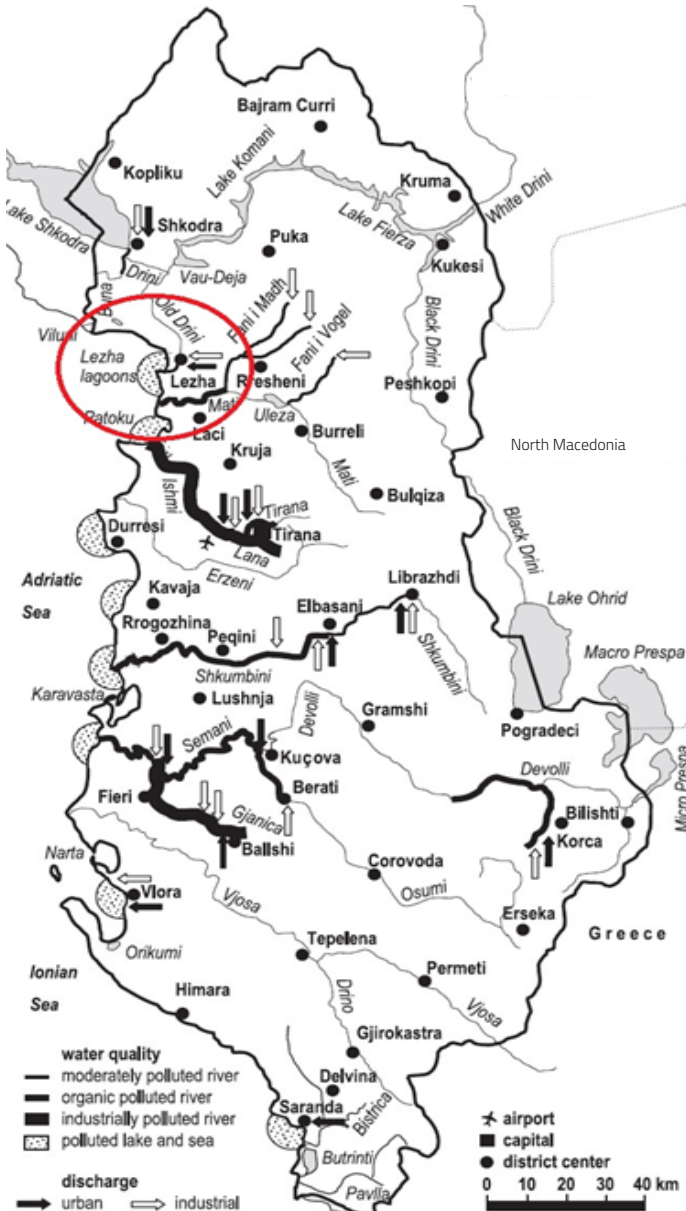 Bajram Curri
Kopliku
Lake Komani
Kruma
Lake Shkodra
Shkodra
Lake Fierza
White Drini
Puka
Kukesi
Drini
Vau-Deja
Buna
Old Drini
Fani i Madh
Black Drini
Viluni
Fani i Vogel
Lezha
lagoons
Lezha
Rresheni
Peshkopi
Mati
Uleza
Patoku
Laci
Burreli
North Macedonia
Kruja
Mati
Ishmi
Bulqiza
Tirana
Durresi
Tirana
Lana
Black Drini
Erzeni
Adriatic
Sea
Librazhdi
Kavaja
Elbasani
Lake Ohrid
Rrogozhina
Peqini
Shkumbini
Macro Prespa
Shkumbini
Karavasta
Lushnja
Gramshi
Pogradeci
Devolli
Semani
Kuçova
Devolli
Micro Prespa
Fieri
Berati
Gjanica
Bilishti
Ballshi
Korca
Narta
Corovoda
Osumi
Vlora
Vjosa
Erseka
Greece
Orikumi
Tepelena
Ionian
Sea
Permeti
Himara
Drino
Vjosa
Gjirokastra
water quality
moderately polluted river
Delvina
organic polluted river
Saranda
Bistrica
industrially polluted river
airport
polluted lake and sea
capital
Butrinti
district center
discharge
Pavlla
0 10 20 30 40 km
urban industrial